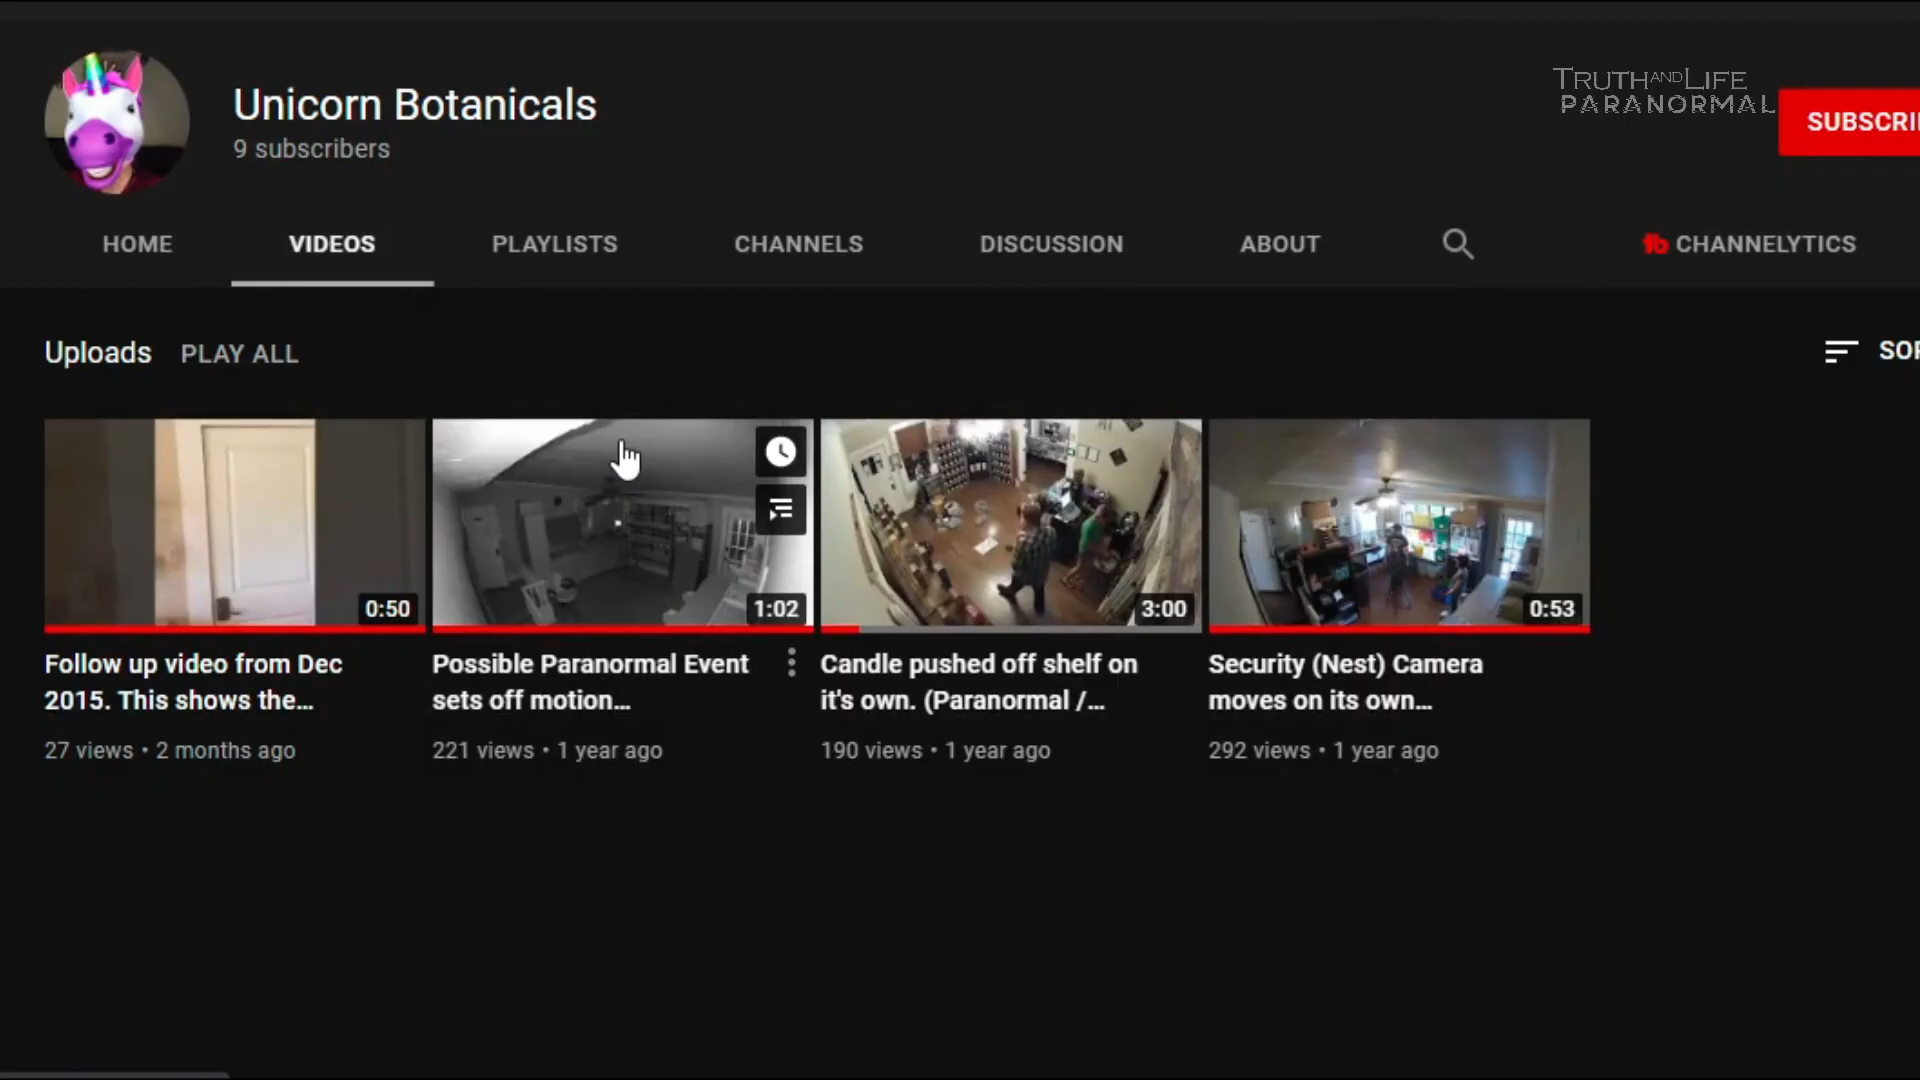 Unicorn Botanicals
9 subscribers
TRUTH AND LIFE
PARANORMAL
SUBSCRI
HOME
VIDEOS
PLAYLISTS
CHANNELS
DISCUSSION
ABOUT
tb CHANNELYTICS
Uploads
PLAY ALL
SOR
0:50
1:02
3:00
0:53
Follow up video from Dec
2015. This shows the...
27 views • 2 months ago
Possible Paranormal Event
sets off motion...
221 views • 1 year ago
Candle pushed off shelf on
it's own. (Paranormal /...
190 views • 1 year ago
Security (Nest) Camera
moves on its own...
292 views • 1 year ago